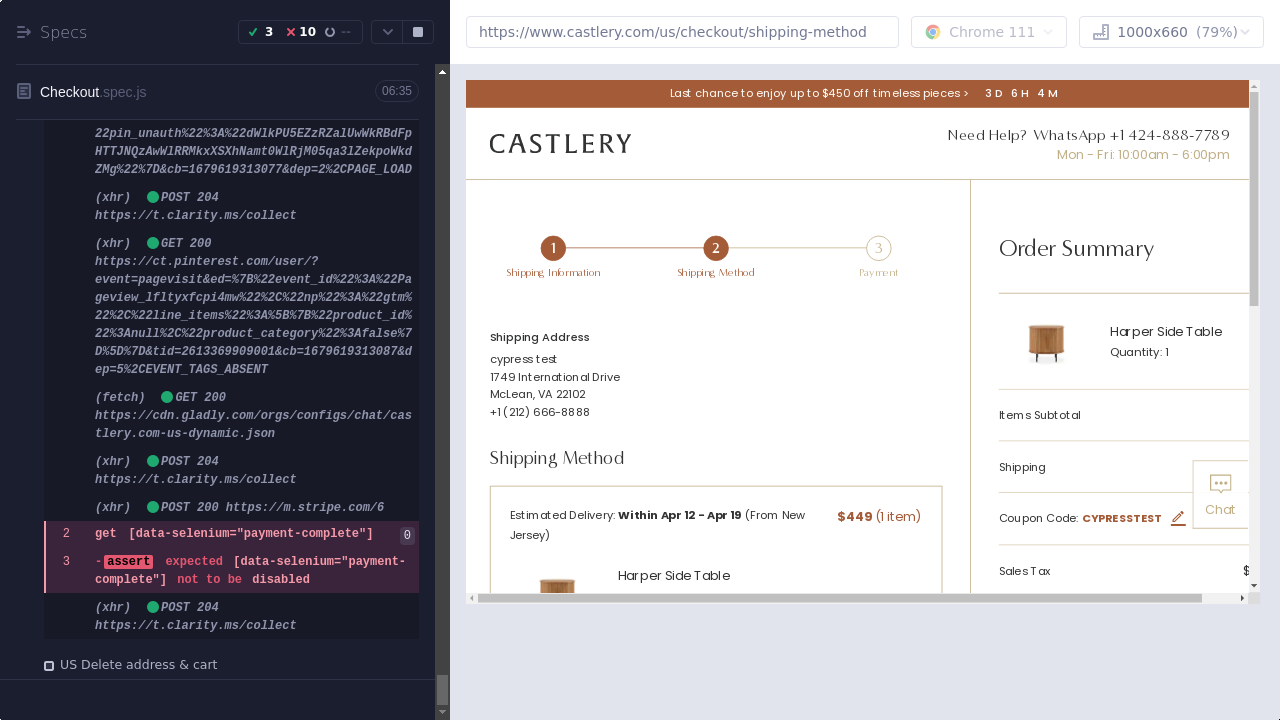 Specs
3
10
--
https://www.castlery.com/us/checkout/shipping-method
Chrome 111
1000x660 (79%)
Checkout.spec.js
06:35
22pin_unauth%22%3A%22dWlkPU5EZzRZalUwWkRBdFp
HTTJNQzAwWlRRMkxXSXhNamt0WlRjM05qa3lZekpoWkd
ZMg%22%7D&cb=1679619313077&dep=2%2CPAGE_LOAD
(xhr) POST 204
https://t.clarity.ms/collect
(xhr) GET 200
https://ct.pinterest.com/user/?
event=pagevisit&ed=%7B%22event_id%22%3A%22Pa
geview_lfltyxfcpi4mw%22%2C%22np%22%3A%22gtm%
22%2C%22line_items%22%3A%5B%7B%22product_id%
22%3Anull%2C%22product_category%22%3Afalse%7
D%5D%7D&tid=2613369909001&cb=1679619313087&d
ep=5%2CEVENT_TAGS_ABSENT
(fetch) GET 200
https://cdn.gladly.com/orgs/configs/chat/cas
tlery.com-us-dynamic.json
(xhr) POST 204
https://t.clarity.ms/collect
(xhr) POST 200 https://m.stripe.com/6
2 get [data-selenium="payment-complete"] 0
3 -assert expected [data-selenium="payment-
complete"] not to be disabled
(xhr) POST 204
https://t.clarity.ms/collect
US Delete address & cart
Last chance to enjoy up to $450 off timeless pieces > 3 D 6 H 4 M
CASTLERY
Need Help? WhatsApp +1 424-888-7789
Mon - Fri: 10:00am - 6:00pm
1
2
3
Shipping Information
Shipping Method
Payment
Shipping Address
cypress test
1749 International Drive
McLean, VA 22102
+1 (212) 666-8888
Shipping Method
Estimated Delivery: Within Apr 12 - Apr 19 (From New
Jersey)
$449 (1 item)
Harper Side Table
Order Summary
Harper Side Table
Quantity: 1
Items Subtotal
Shipping
Coupon Code: CYPRESSTEST
Chat
Sales Tax
$